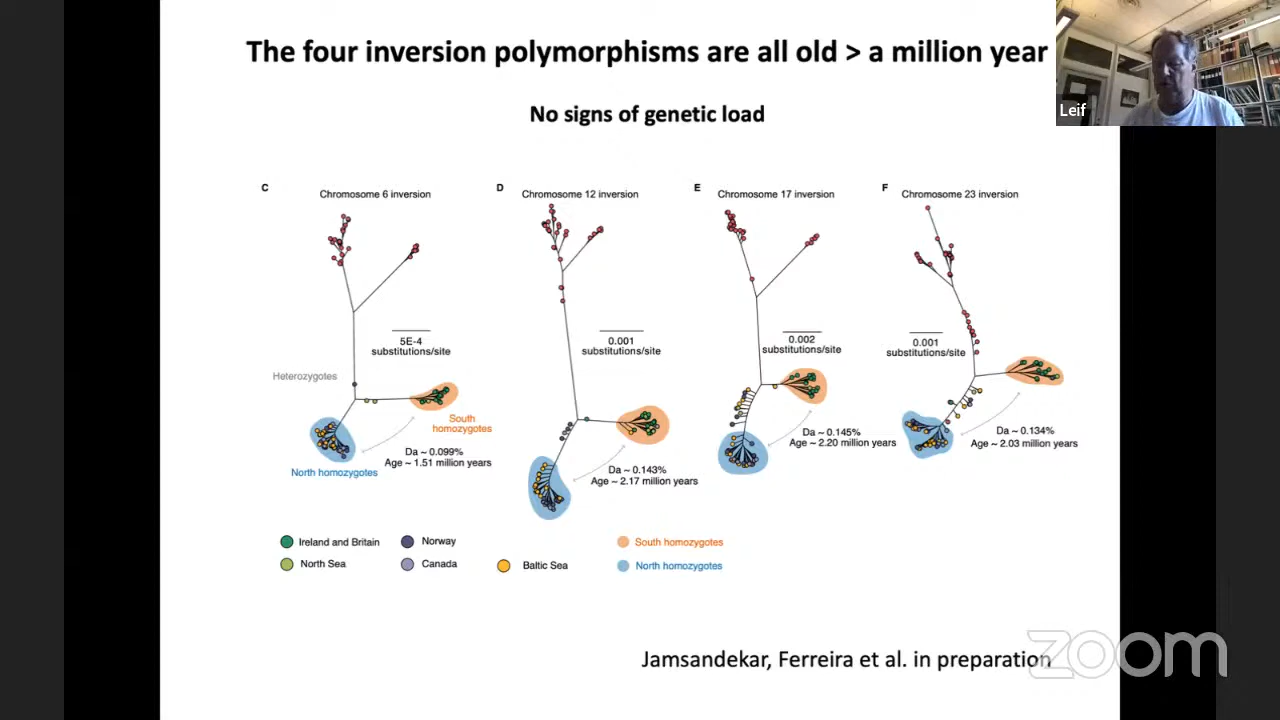 The four inversion polymorphisms are all old > a million year
No signs of genetic load
Leif
C
Chromosome 6 inversion
D
Chromosome 12 inversion
E
Chromosome 17 inversion
F
Chromosome 23 inversion
5E-4
substitutions/site
0.001
substitutions/site
0.002
substitutions/site
0.001
substitutions/site
Heterozygotes
South
homozygotes
North homozygotes
Da ~ 0.099%
Age ~ 1.51 million years
Da ~ 0.143%
Age ~ 2.17 million years
Da ~ 0.145%
Age ~ 2.20 million years
Da ~ 0.134%
Age ~ 2.03 million years
Ireland and Britain
Norway
South homozygotes
North Sea
Canada
Baltic Sea
North homozygotes
Jamsandekar, Ferreira et al. in preparation
zoom